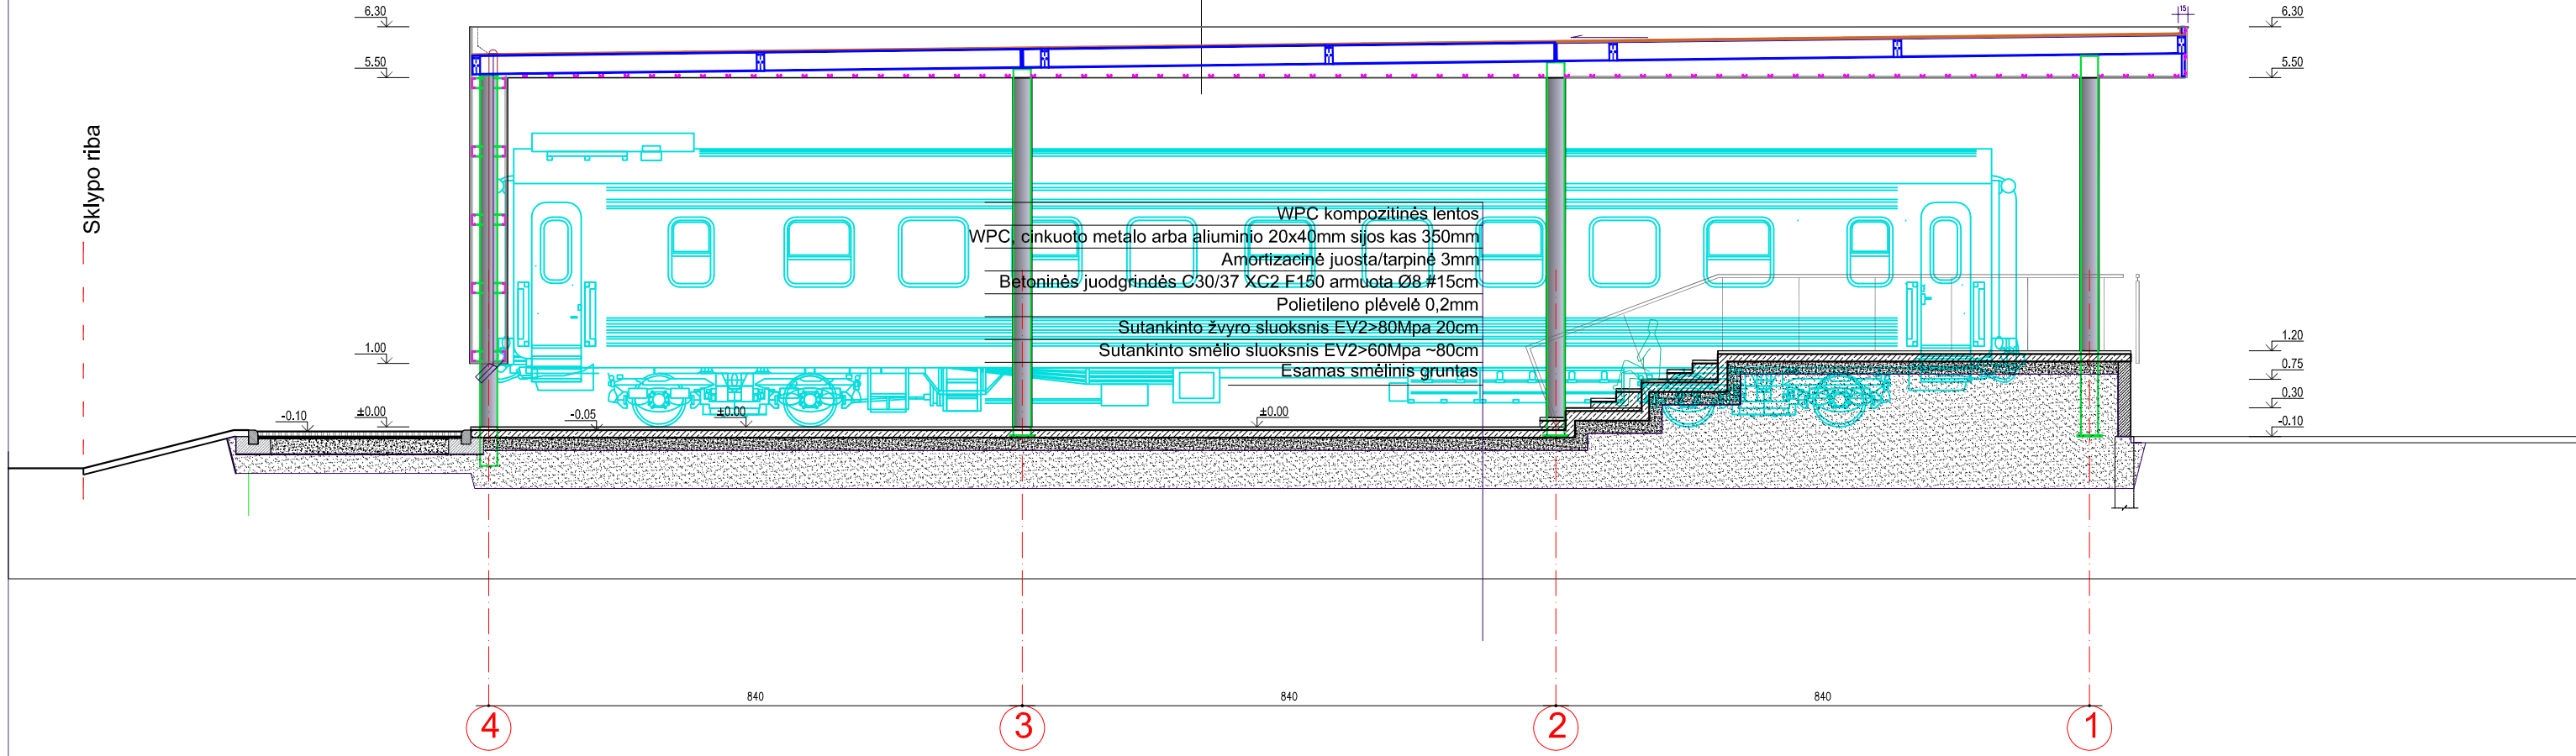 6.30
15
6.30
5.50
5.50
Sklypo riba
WPC kompozitinės lentos
WPC, cinkuoto metalo arba aliuminio 20x40mm sijos kas 350mm
Amortizacinė juosta/tarpinė 3mm
Betoninės juodgrindės C30/37 XC2 F150 armuota Ø8 #15cm
Polietileno plėvelė 0,2mm
Sutankinto žvyro sluoksnis EV2>80Mpa 20cm
Sutankinto smėlio sluoksnis EV2>60Mpa ~80cm
Esamas smėlinis gruntas
1.00
1.20
0.75
0.30
-0.10
-0.10
±0.00
-0.05
±0.00
±0.00
840
840
840
4
3
2
1